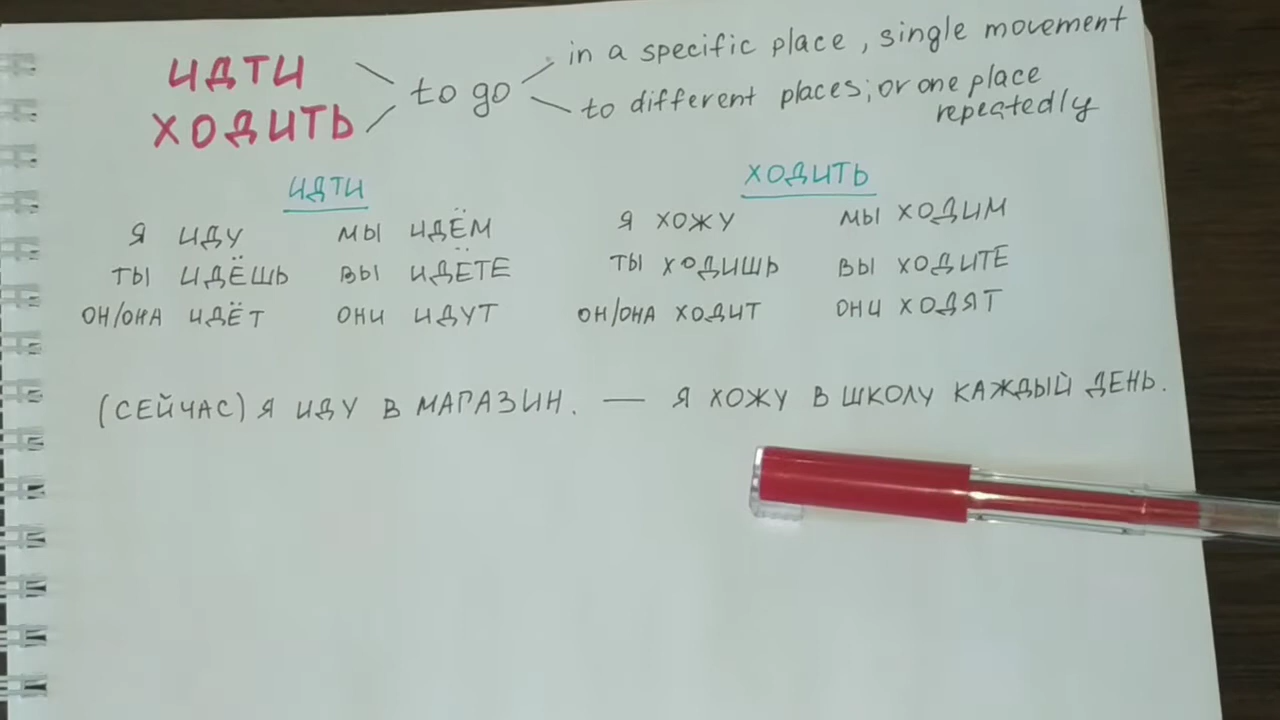 ИДТИ
ХОДИТЬ
to go
in a specific place, single movement
to different places; or one place
repeatedly
ИДТИ
Я ИДУ МЫ ИДЁМ
ТЫ ИДЁШЬ ВЫ ИДЁТЕ
ОН/ОНА ИДЁТ ОНИ ИДУТ
ХОДИТЬ
Я ХОЖУ МЫ ХОДИМ
ТЫ ХОДИШЬ ВЫ ХОДИТЕ
ОН/ОНА ХОДИТ ОНИ ХОДЯТ
(СЕЙЧАС) Я ИДУ В МАГАЗИН. — Я ХОЖУ В ШКОЛУ КАЖДЫЙ ДЕНЬ.